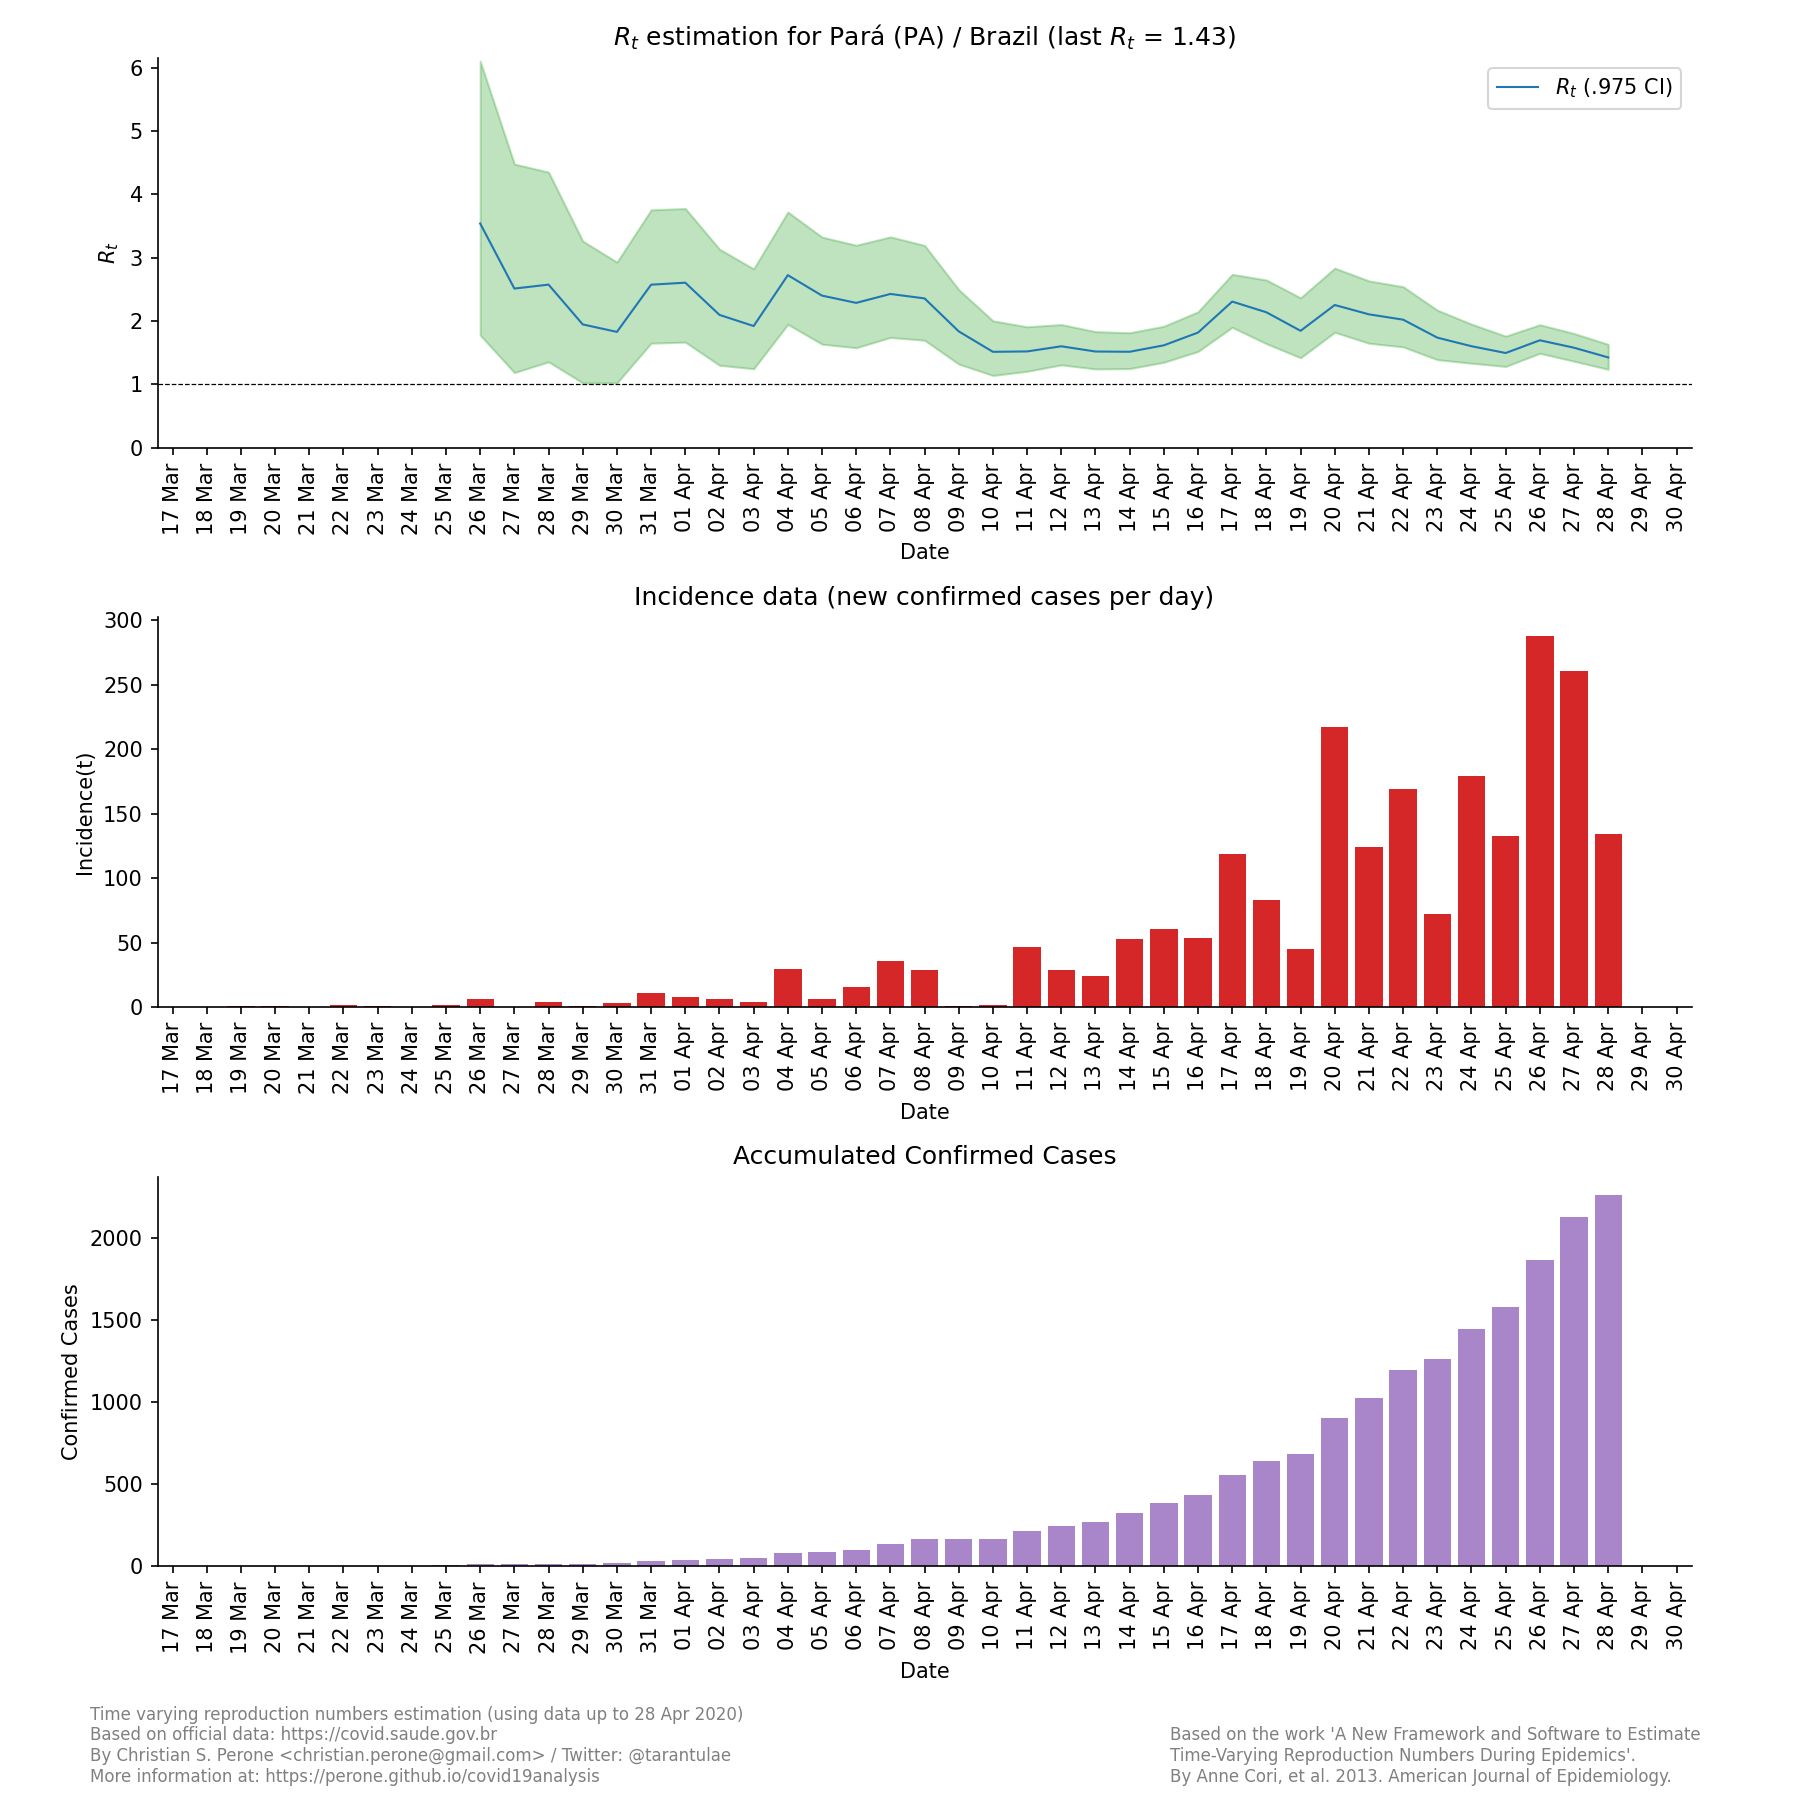 Rt estimation for Pará (PA) / Brazil (last Rt = 1.43)
Rt (.975 CI)
Rt
6
5
4
3
2
1
0
17 Mar 18 Mar 19 Mar 20 Mar 21 Mar 22 Mar 23 Mar 24 Mar 25 Mar 26 Mar 27 Mar 28 Mar 29 Mar 30 Mar 31 Mar 01 Apr 02 Apr 03 Apr 04 Apr 05 Apr 06 Apr 07 Apr 08 Apr 09 Apr 10 Apr 11 Apr 12 Apr 13 Apr 14 Apr 15 Apr 16 Apr 17 Apr 18 Apr 19 Apr 20 Apr 21 Apr 22 Apr 23 Apr 24 Apr 25 Apr 26 Apr 27 Apr 28 Apr 29 Apr 30 Apr
Date
Incidence data (new confirmed cases per day)
Incidence(t)
300
250
200
150
100
50
0
17 Mar 18 Mar 19 Mar 20 Mar 21 Mar 22 Mar 23 Mar 24 Mar 25 Mar 26 Mar 27 Mar 28 Mar 29 Mar 30 Mar 31 Mar 01 Apr 02 Apr 03 Apr 04 Apr 05 Apr 06 Apr 07 Apr 08 Apr 09 Apr 10 Apr 11 Apr 12 Apr 13 Apr 14 Apr 15 Apr 16 Apr 17 Apr 18 Apr 19 Apr 20 Apr 21 Apr 22 Apr 23 Apr 24 Apr 25 Apr 26 Apr 27 Apr 28 Apr 29 Apr 30 Apr
Date
Accumulated Confirmed Cases
Confirmed Cases
2000
1500
1000
500
0
17 Mar 18 Mar 19 Mar 20 Mar 21 Mar 22 Mar 23 Mar 24 Mar 25 Mar 26 Mar 27 Mar 28 Mar 29 Mar 30 Mar 31 Mar 01 Apr 02 Apr 03 Apr 04 Apr 05 Apr 06 Apr 07 Apr 08 Apr 09 Apr 10 Apr 11 Apr 12 Apr 13 Apr 14 Apr 15 Apr 16 Apr 17 Apr 18 Apr 19 Apr 20 Apr 21 Apr 22 Apr 23 Apr 24 Apr 25 Apr 26 Apr 27 Apr 28 Apr 29 Apr 30 Apr
Date
Time varying reproduction numbers estimation (using data up to 28 Apr 2020)
Based on official data: https://covid.saude.gov.br
By Christian S. Perone <christian.perone@gmail.com> / Twitter: @tarantulae
More information at: https://perone.github.io/covid19analysis
Based on the work 'A New Framework and Software to Estimate
Time-Varying Reproduction Numbers During Epidemics'.
By Anne Cori, et al. 2013. American Journal of Epidemiology.